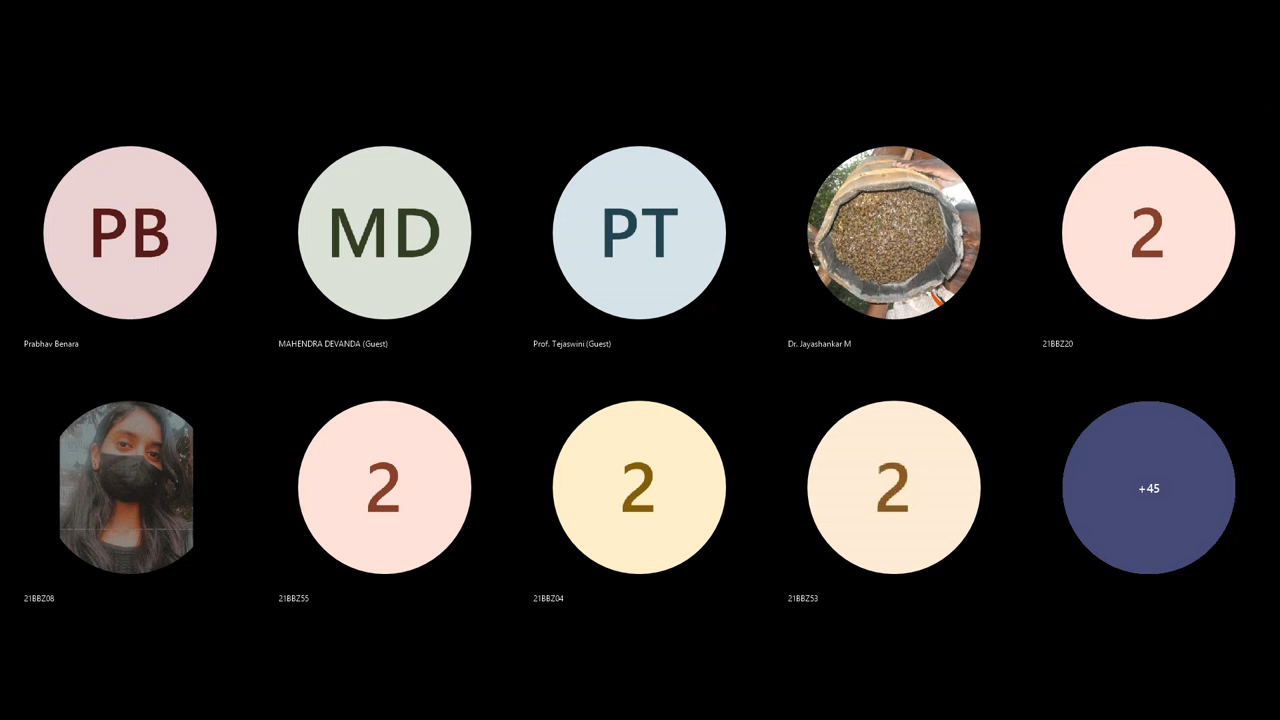 PB
MD
PT
2
Prabhav Benara
MAHENDRA DEVANDA (Guest)
Prof. Tejaswini (Guest)
Dr. Jayashankar M
21BBZ20
2
2
2
+45
21BBZ08
21BBZ55
21BBZ04
21BBZ53